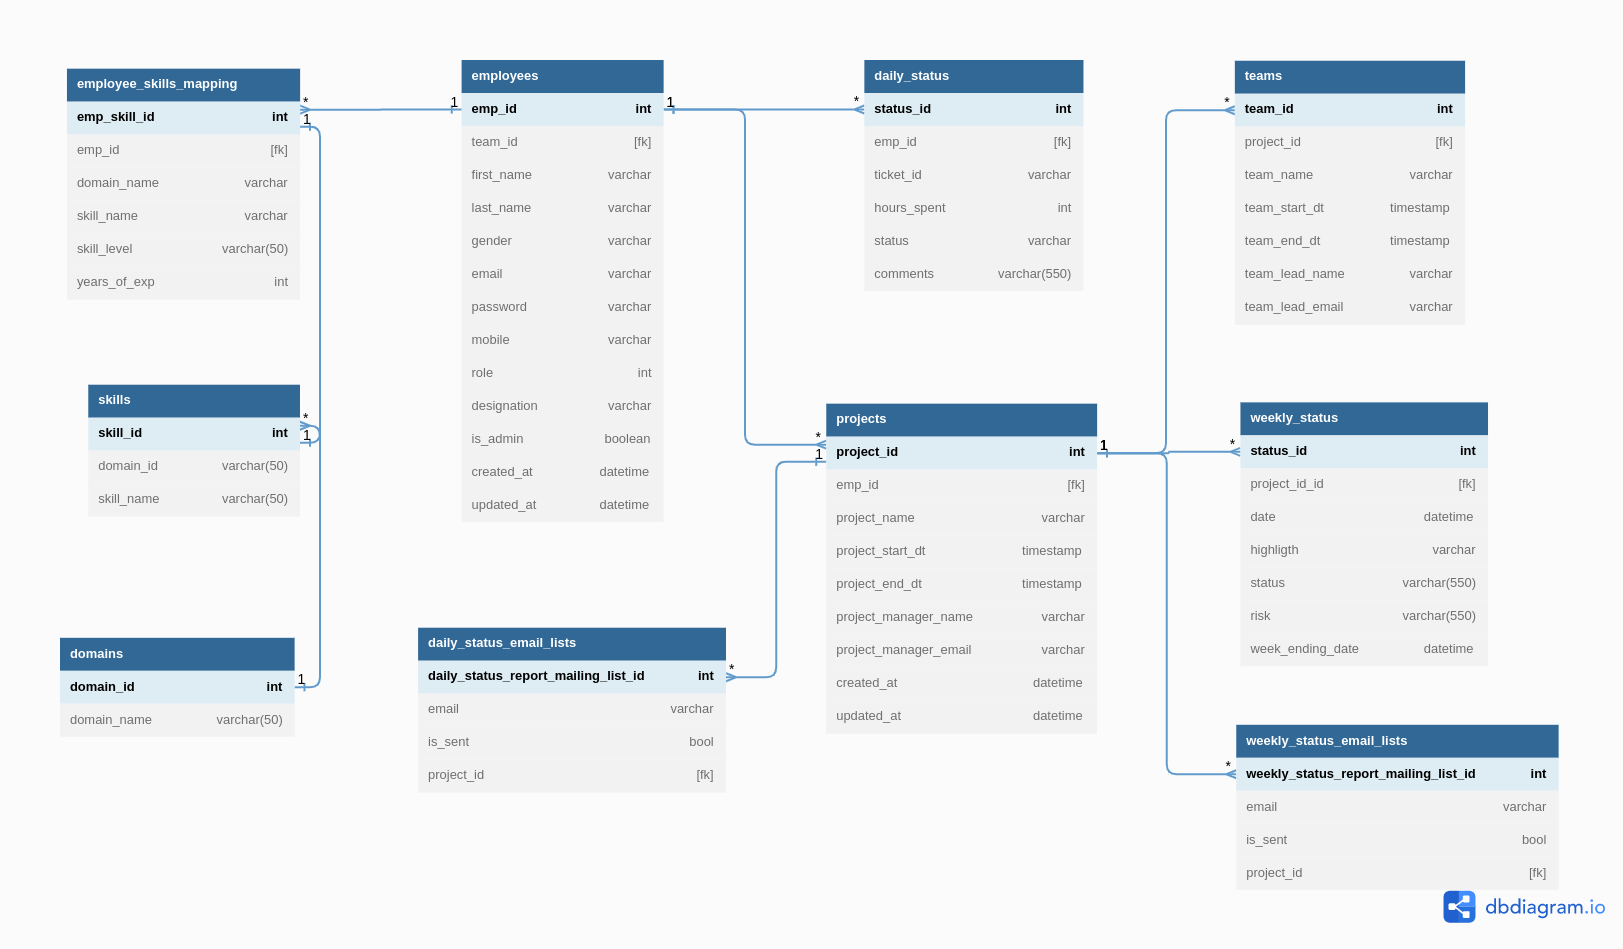 employee_skills_mapping
emp_skill_id int
emp_id [fk]
domain_name varchar
skill_name varchar
skill_level varchar(50)
years_of_exp int
* 1
1
employees
emp_id int
team_id [fk]
first_name varchar
last_name varchar
gender varchar
email varchar
password varchar
mobile varchar
role int
designation varchar
is_admin boolean
created_at datetime
updated_at datetime
1 *
daily_status
status_id int
emp_id [fk]
ticket_id varchar
hours_spent int
status varchar
comments varchar(550)
*
teams
team_id int
project_id [fk]
team_name varchar
team_start_dt timestamp
team_end_dt timestamp
team_lead_name varchar
team_lead_email varchar
skills
skill_id int
domain_id varchar(50)
skill_name varchar(50)
*
1
projects
project_id int
emp_id [fk]
project_name varchar
project_start_dt timestamp
project_end_dt timestamp
project_manager_name varchar
project_manager_email varchar
created_at datetime
updated_at datetime
*
1
1 *
weekly_status
status_id int
project_id_id [fk]
date datetime
highligth varchar
status varchar(550)
risk varchar(550)
week_ending_date datetime
domains
domain_id int
domain_name varchar(50)
1
daily_status_email_lists
daily_status_report_mailing_list_id int
email varchar
is_sent bool
project_id [fk]
*
*
weekly_status_email_lists
weekly_status_report_mailing_list_id int
email varchar
is_sent bool
project_id [fk]
dbdiagram.io